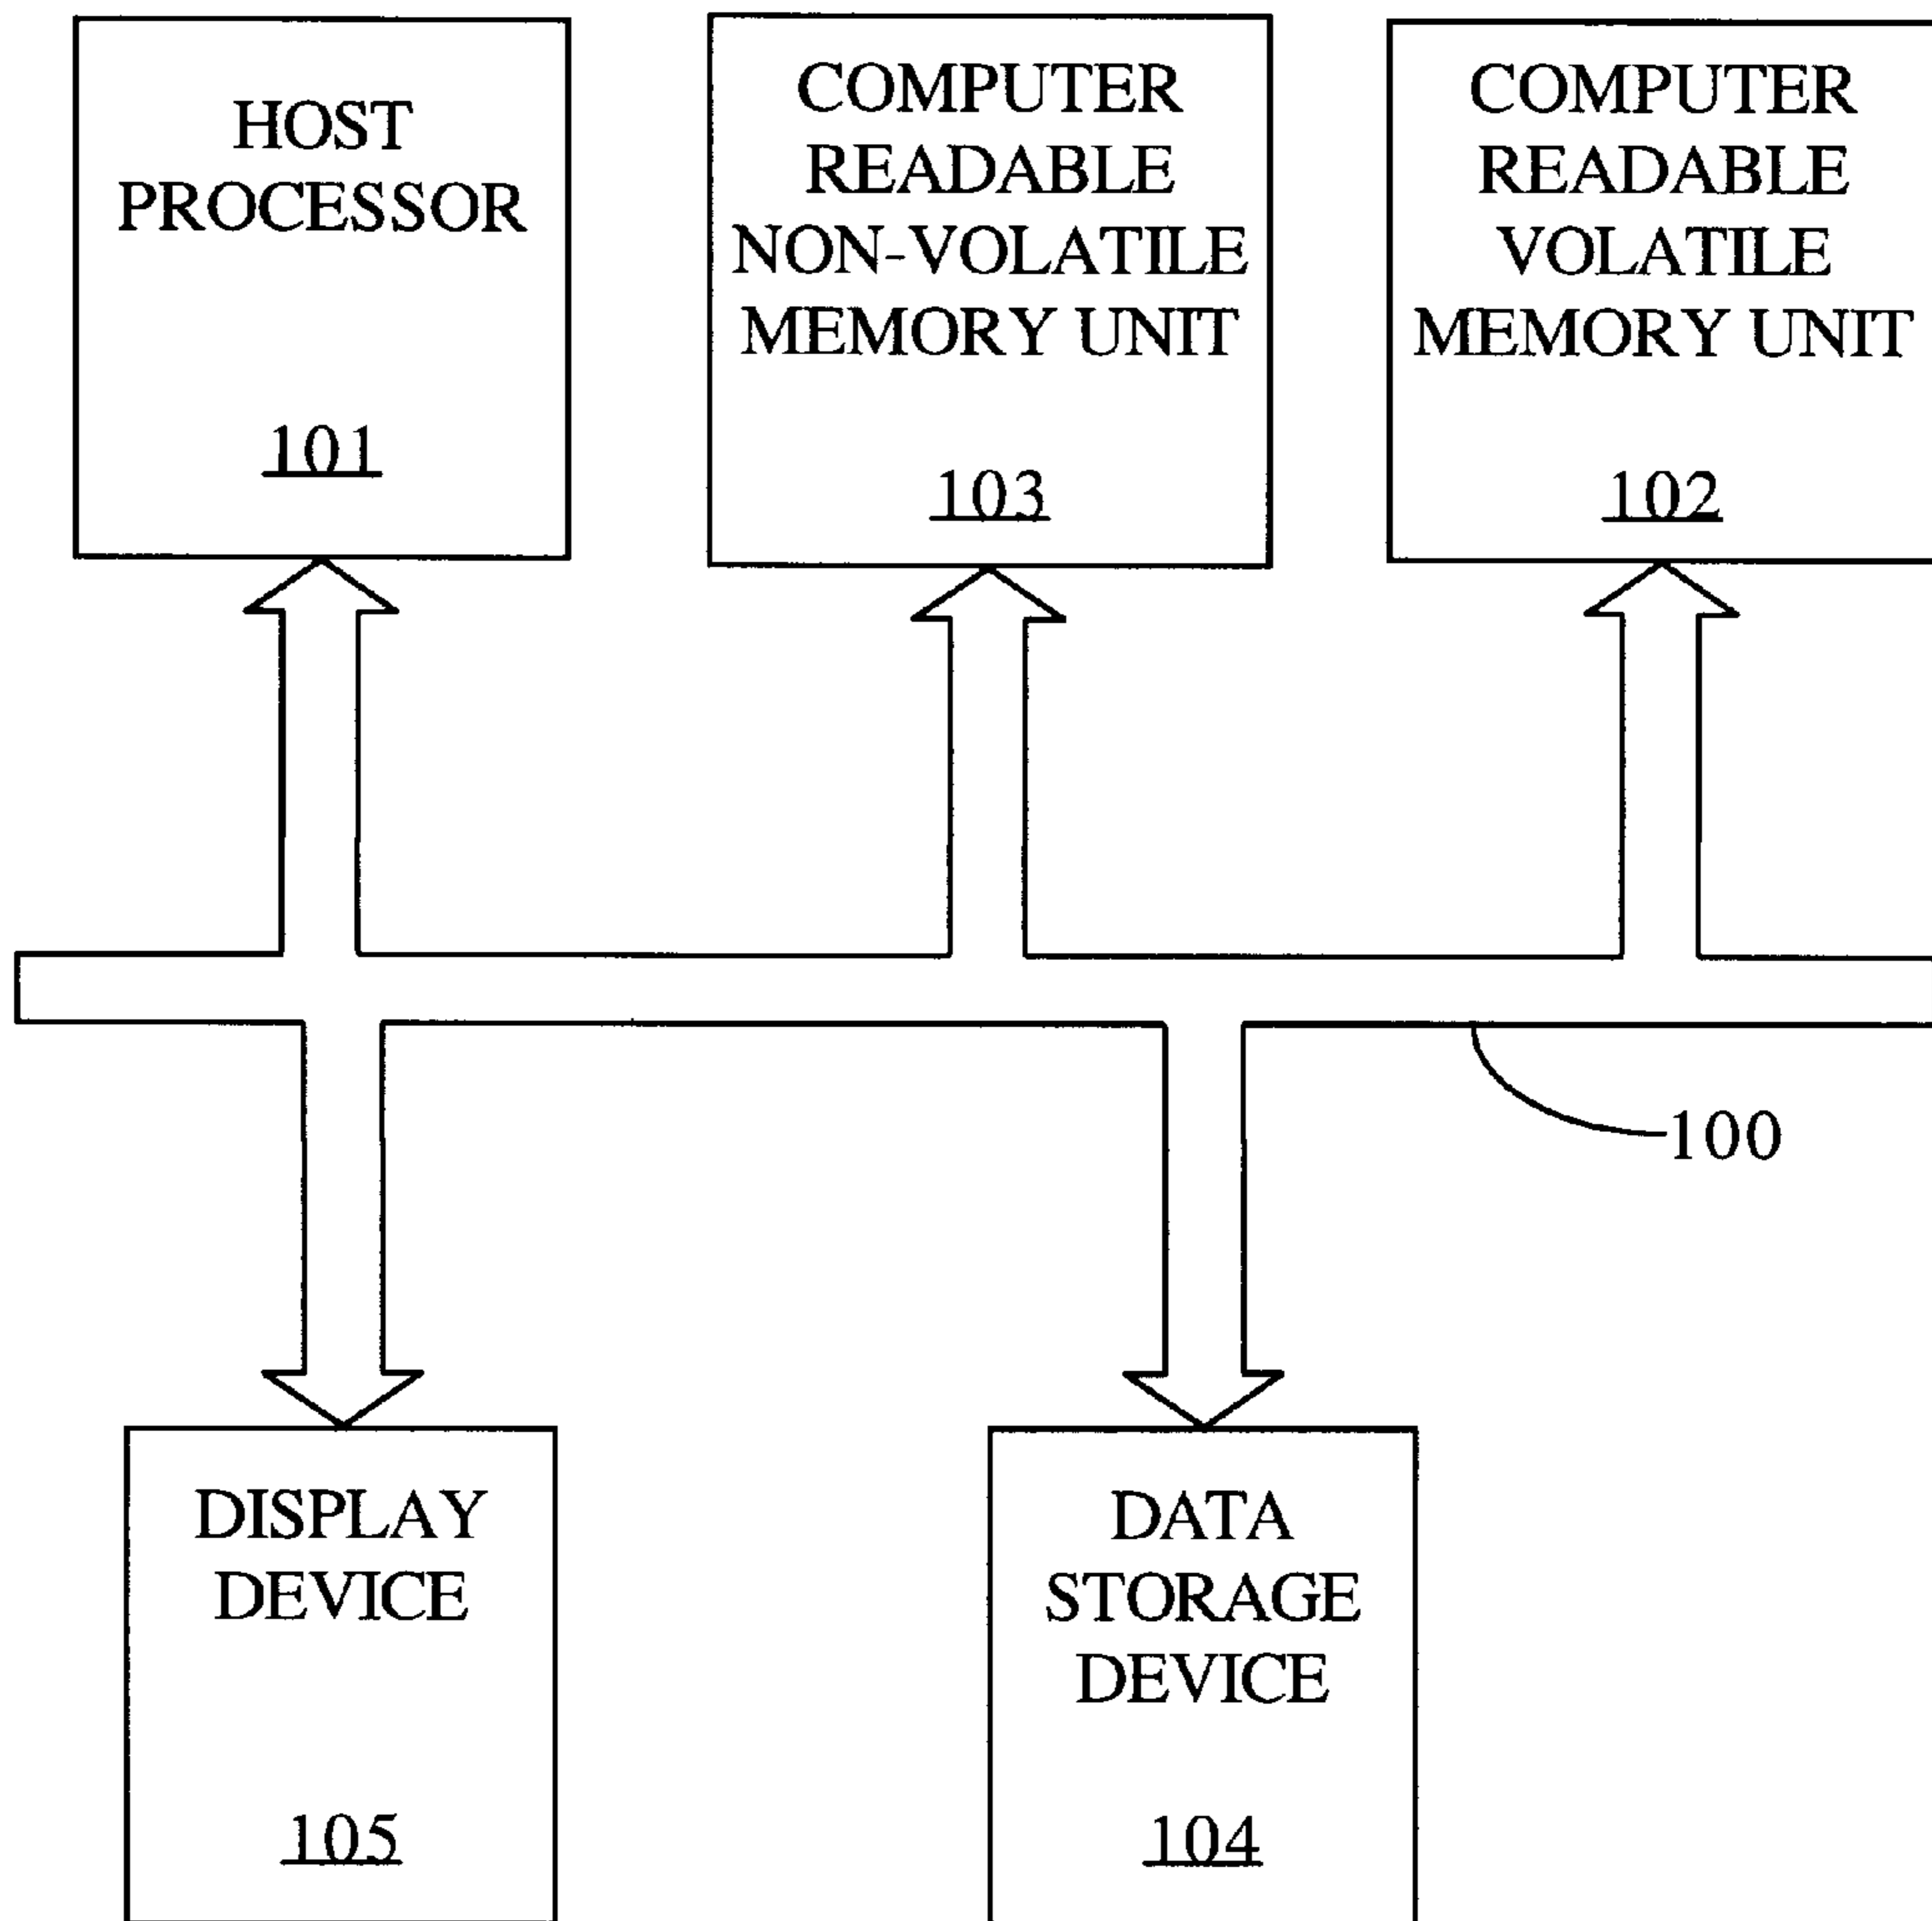 HOST
PROCESSOR
101
COMPUTER
READABLE
NON-VOLATILE
MEMORY UNIT
103
COMPUTER
READABLE
VOLATILE
MEMORY UNIT
102
100
DISPLAY
DEVICE
105
DATA
STORAGE
DEVICE
104